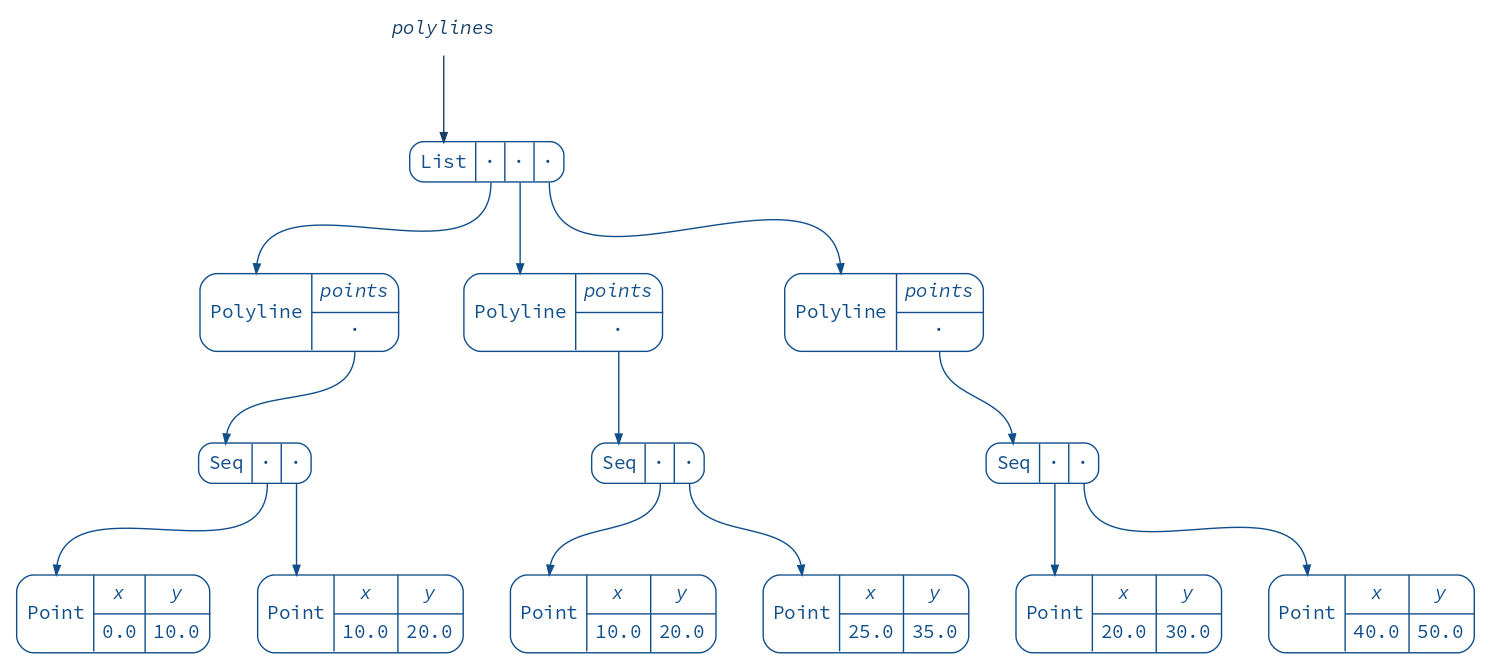 polylines
List · · ·
Polyline points ·
Polyline points ·
Polyline points ·
Seq · ·
Seq · ·
Seq · ·
Point x y 0.0 10.0
Point x y 10.0 20.0
Point x y 10.0 20.0
Point x y 25.0 35.0
Point x y 20.0 30.0
Point x y 40.0 50.0